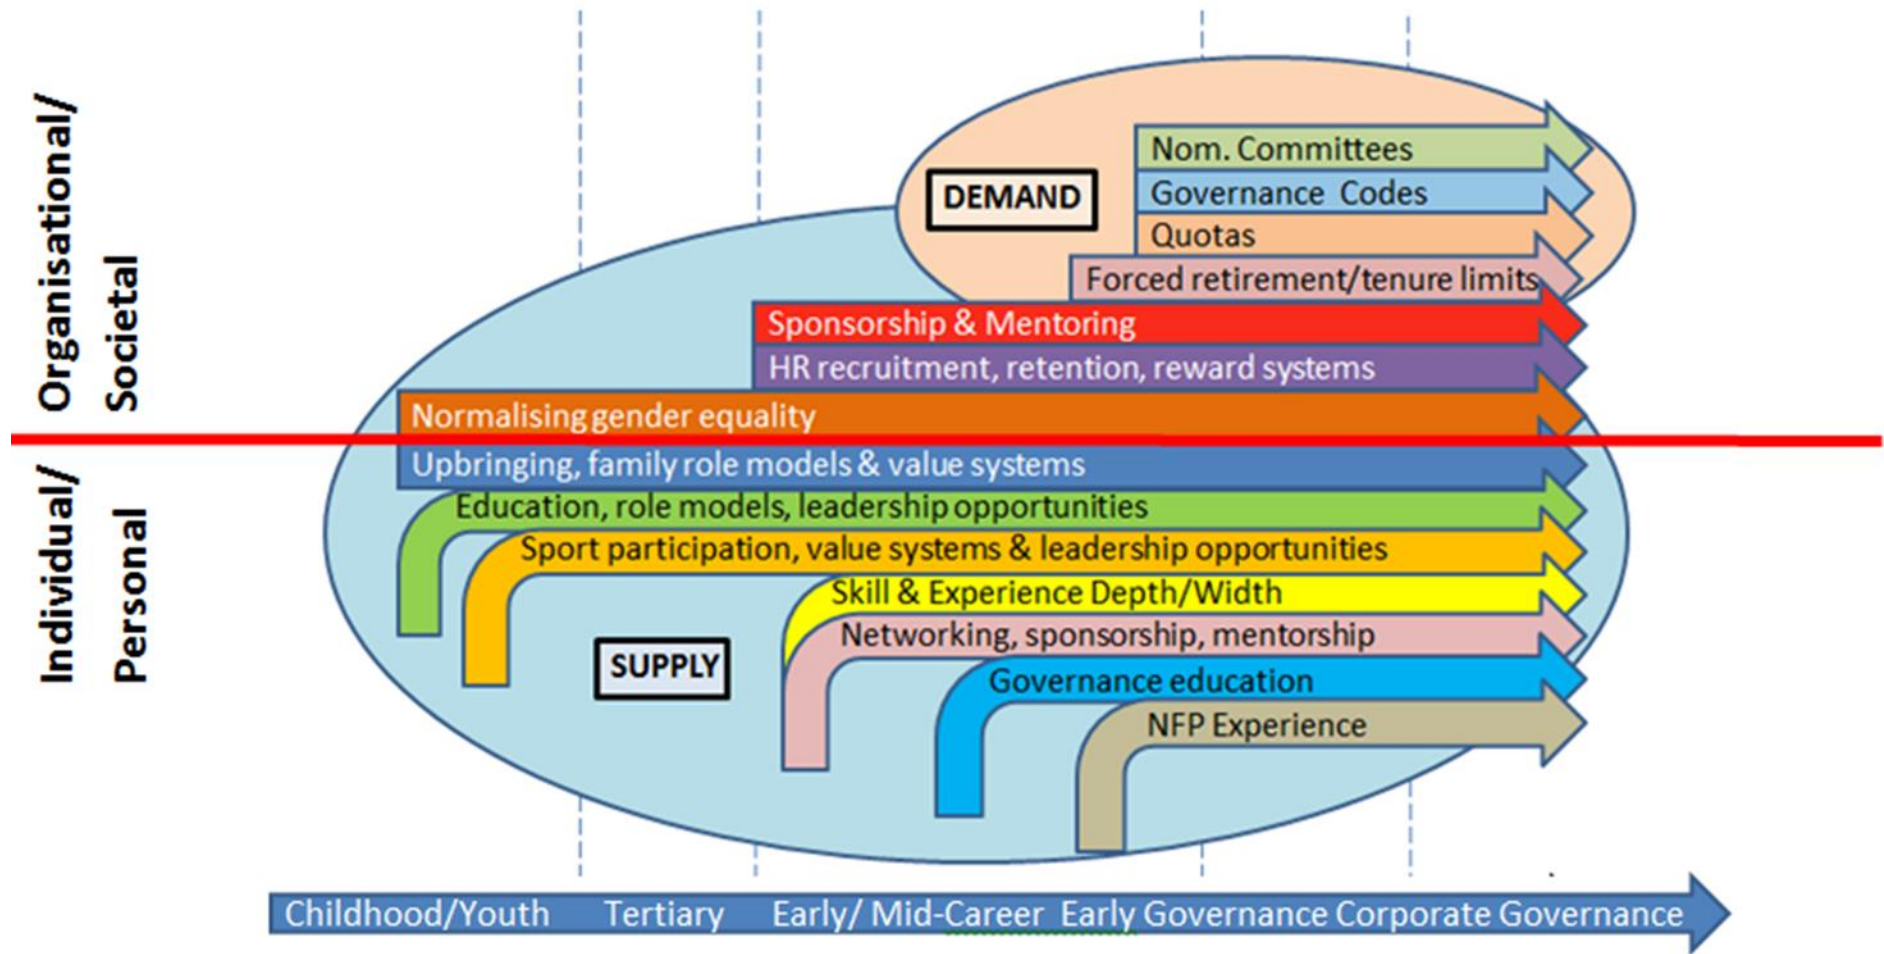 Organisational/
Societal
Individual/
Personal
DEMAND
Nom. Committees
Governance Codes
Quotas
Forced retirement/tenure limits
Sponsorship & Mentoring
HR recruitment, retention, reward systems
Normalising gender equality
Upbringing, family role models & value systems
Education, role models, leadership opportunities
Sport participation, value systems & leadership opportunities
Skill & Experience Depth/Width
Networking, sponsorship, mentorship
SUPPLY
Governance education
NFP Experience
Childhood/Youth Tertiary Early/ Mid-Career Early Governance Corporate Governance